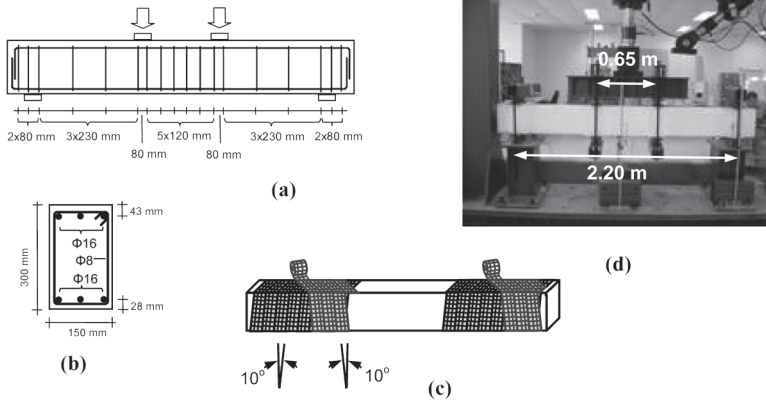 2x80 mm
3x230 mm
80 mm
5x120 mm
80 mm
3x230 mm
2x80 mm
(a)
0.65 m
2.20 m
(d)
43 mm
300 mm
Φ16
Φ8
Φ16
28 mm
150 mm
(b)
10°
10°
(c)